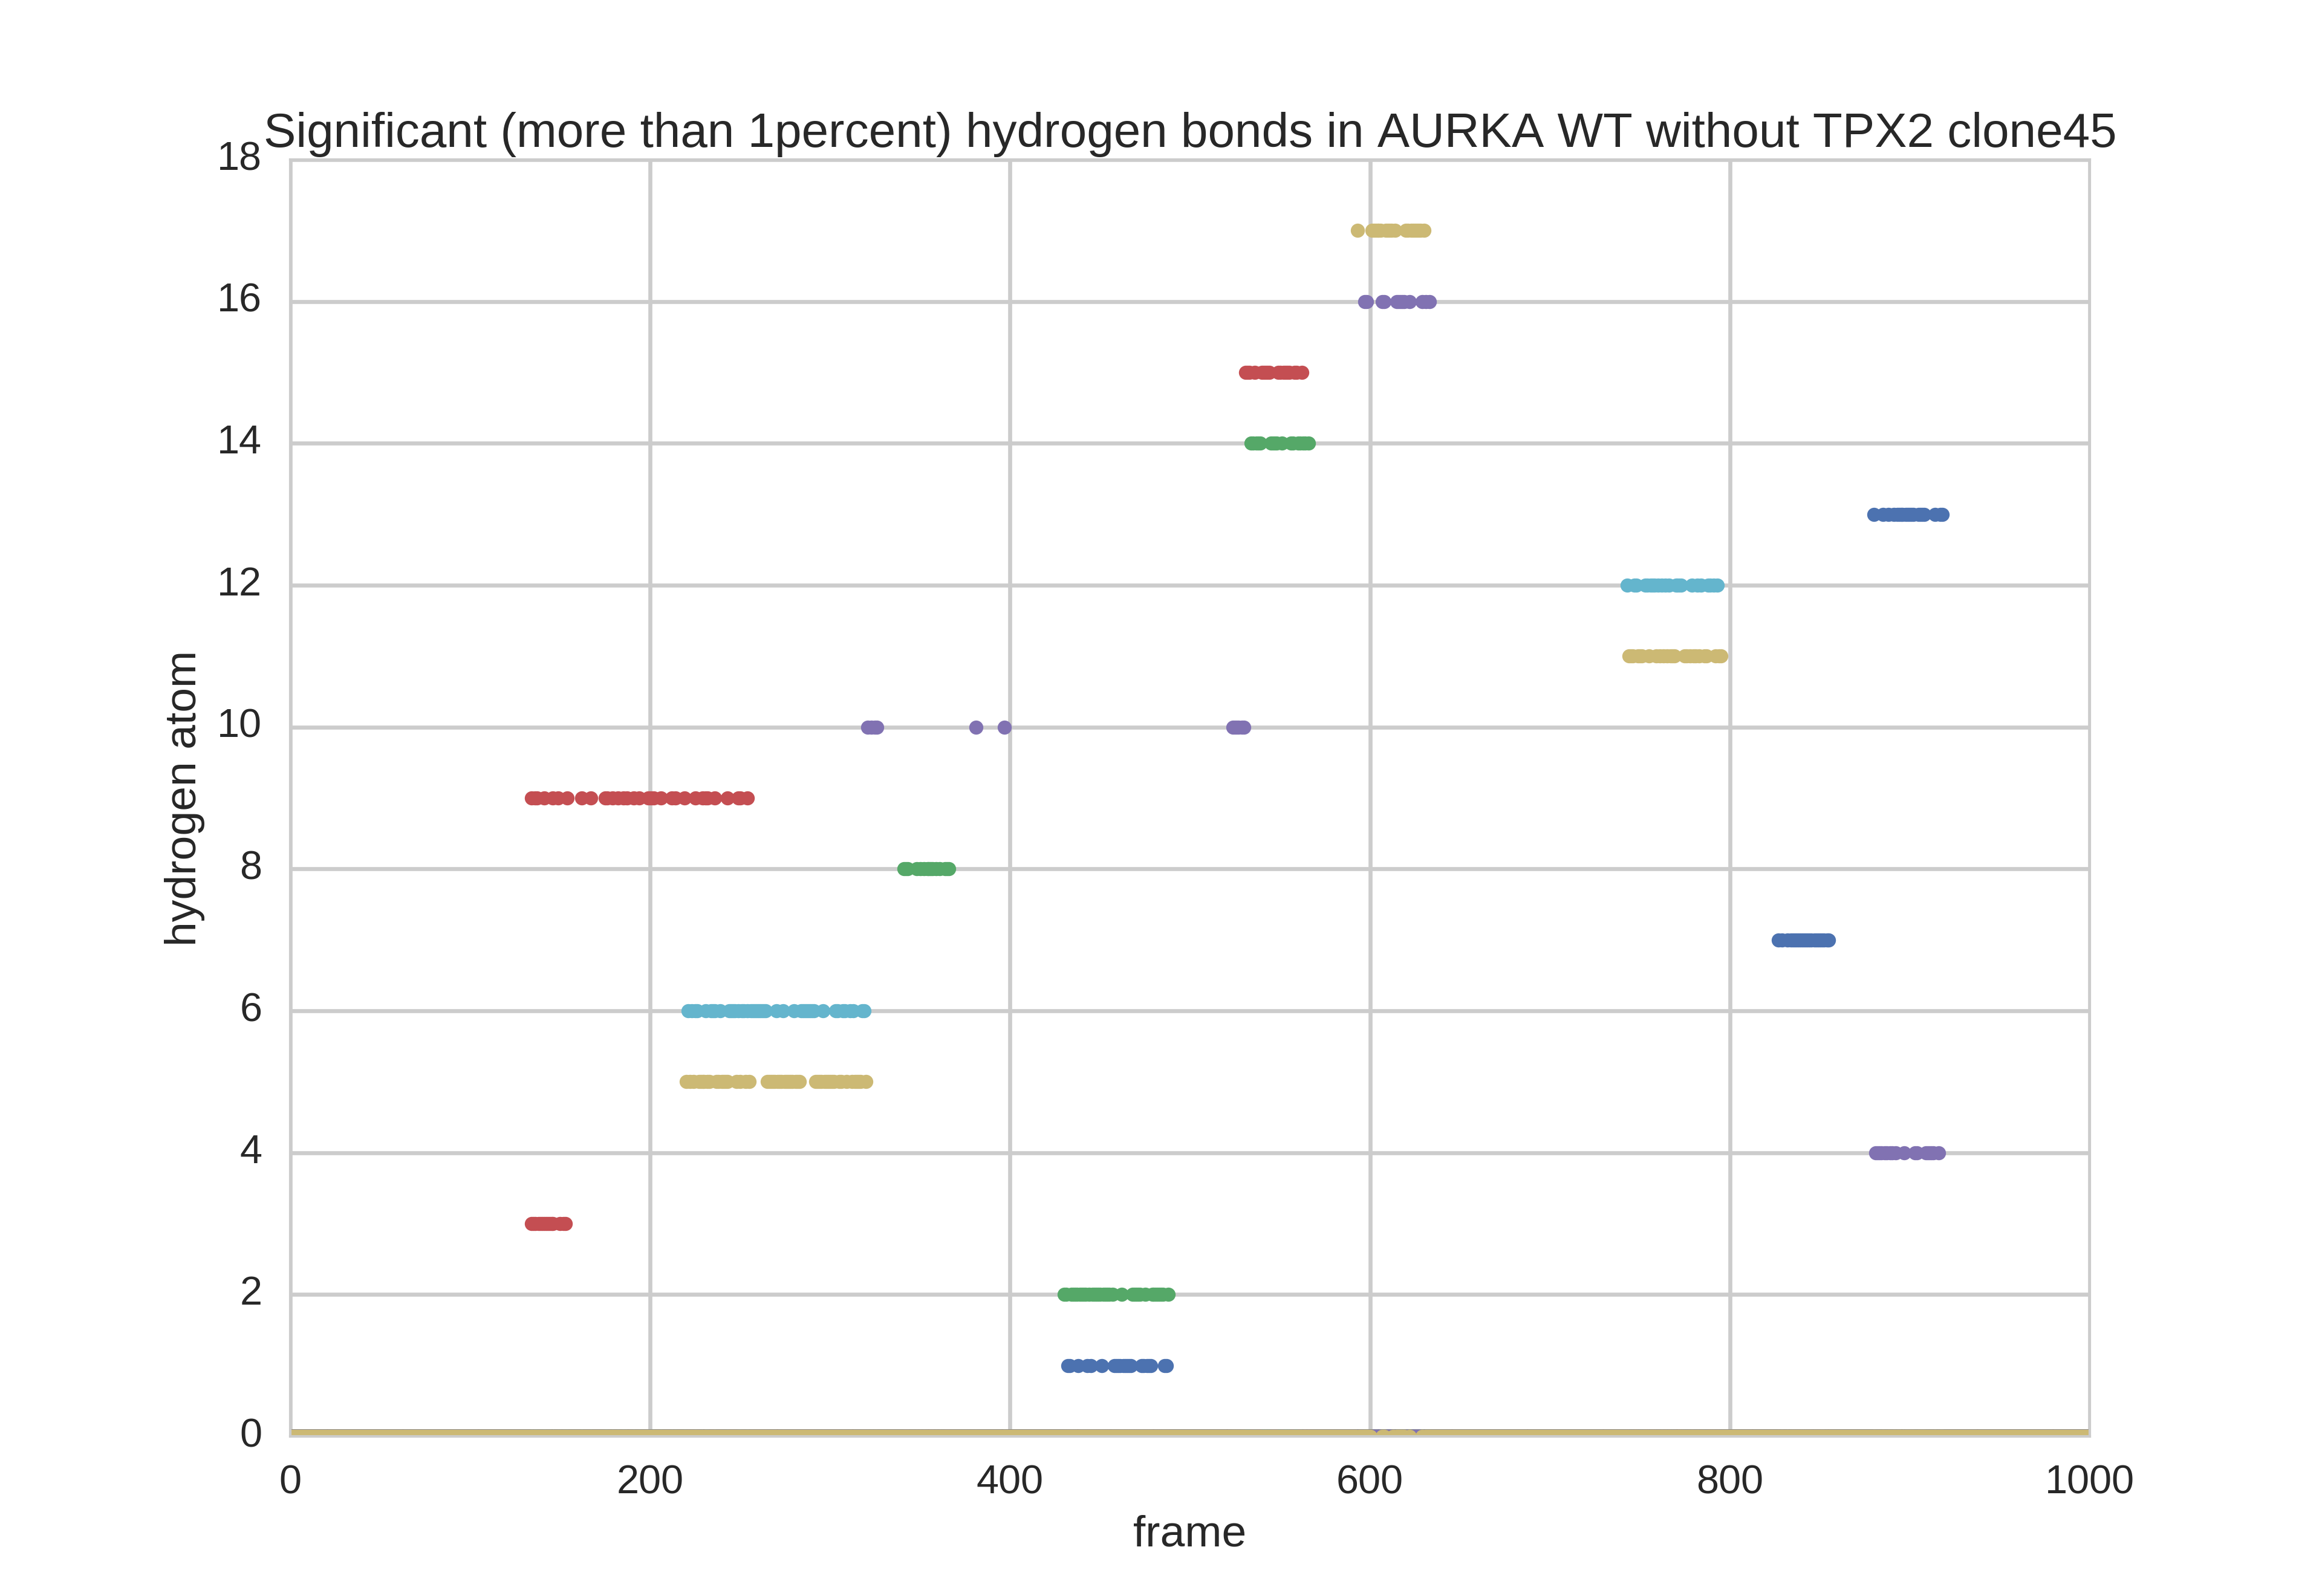 Significant (more than 1percent) hydrogen bonds in AURKA WT without TPX2 clone45
18
16
14
12
10
8
6
4
2
0
hydrogen atom
0 200 400 600 800 1000
frame